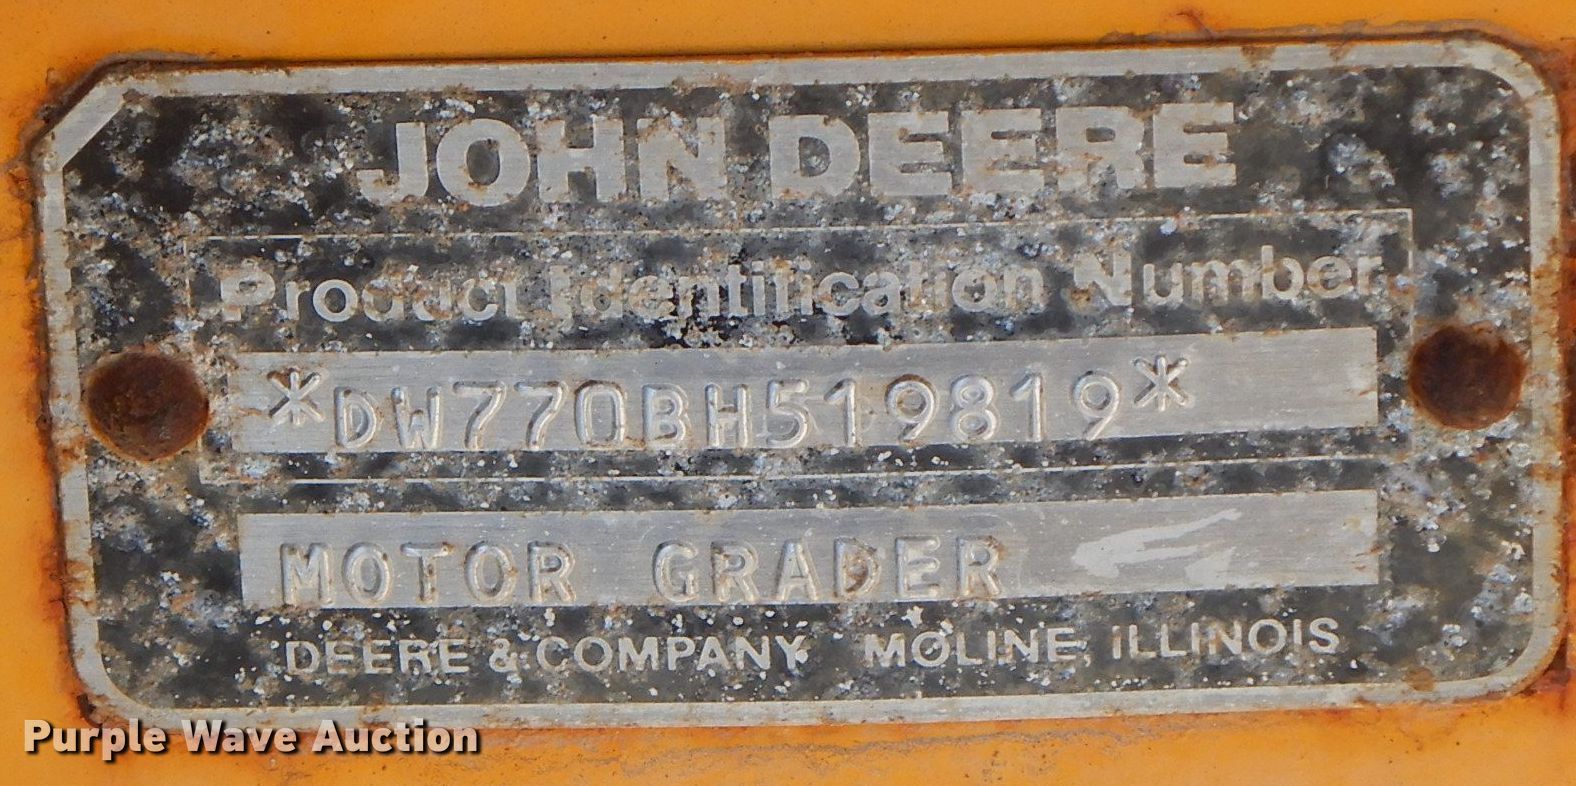 JOHN DEERE
Product Identification Number
*DW770BH519819*
MOTOR GRADER
DEERE & COMPANY MOLINE, ILLINOIS
Purple Wave Auction